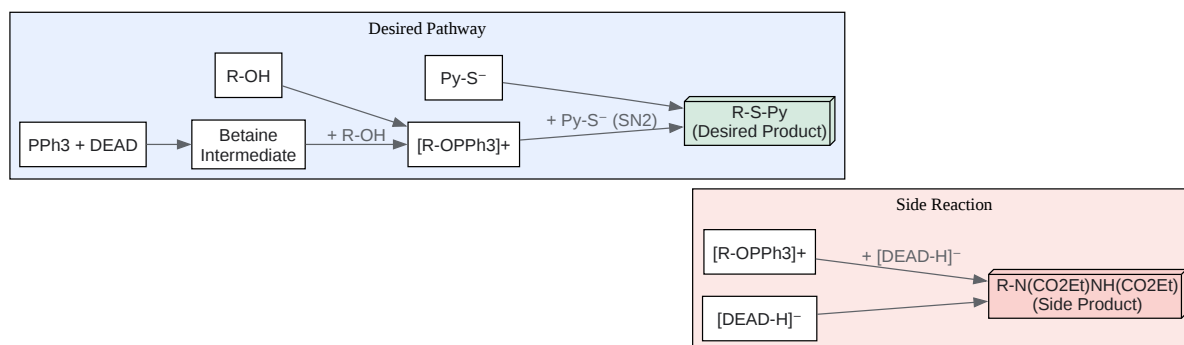 Desired Pathway
R-OH
Py-S⁻
PPh3 + DEAD
Betaine
Intermediate
+ R-OH
[R-OPPh3]+
+ Py-S⁻ (SN2)
R-S-Py
(Desired Product)
Side Reaction
[R-OPPh3]+
+ [DEAD-H]⁻
[DEAD-H]⁻
R-N(CO2Et)NH(CO2Et)
(Side Product)